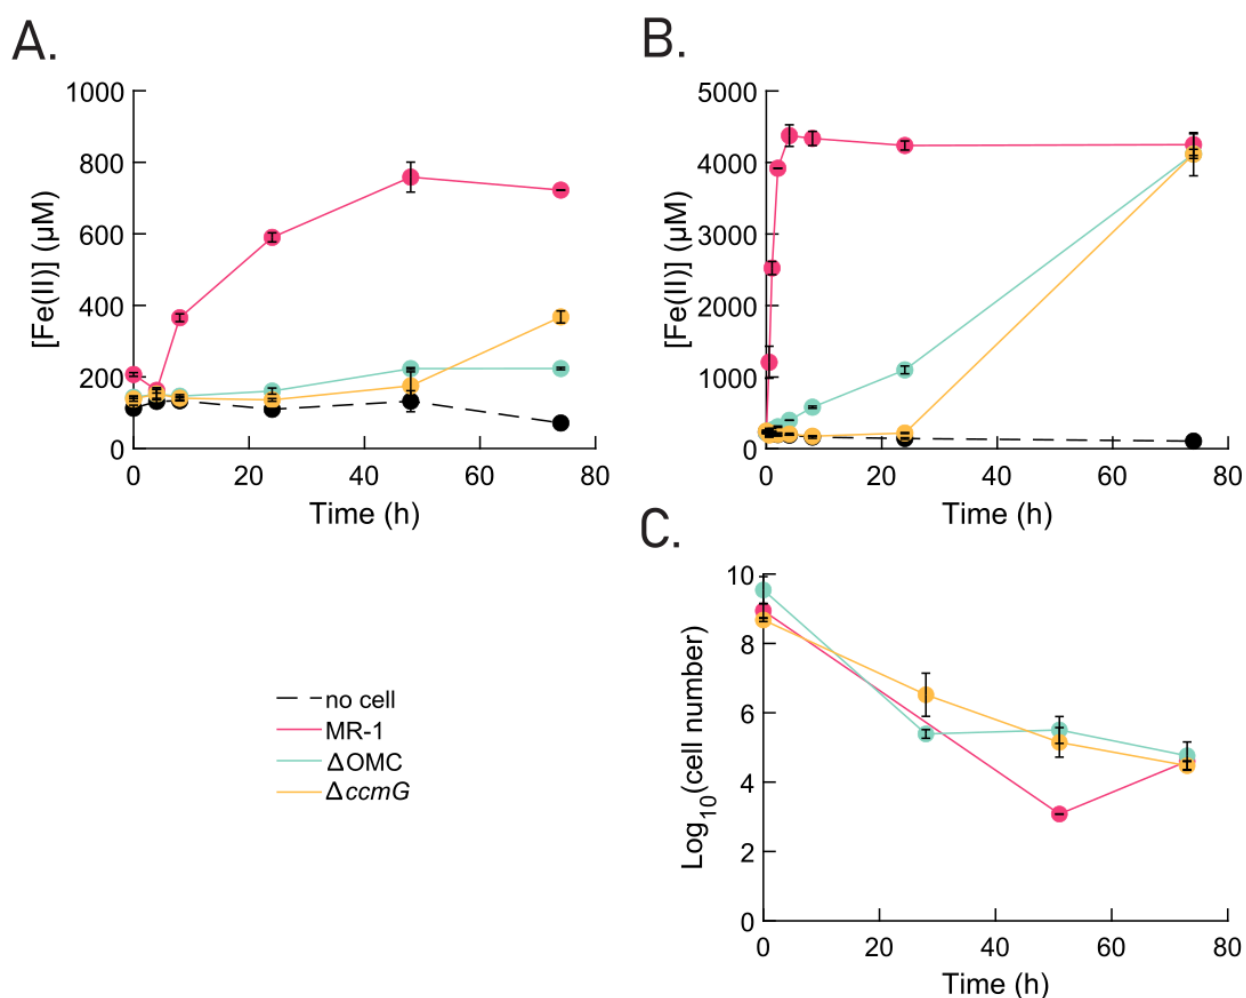 A.
B.
1000
800
600
400
200
0
[Fe(II)] (μM)
0 20 40 60 80
Time (h)
5000
4000
3000
2000
1000
0
[Fe(II)] (μM)
0 20 40 60 80
Time (h)
C.
10
8
6
4
2
0
Log10(cell number)
0 20 40 60 80
Time (h)
no cell
MR-1
ΔOMC
ΔccmG